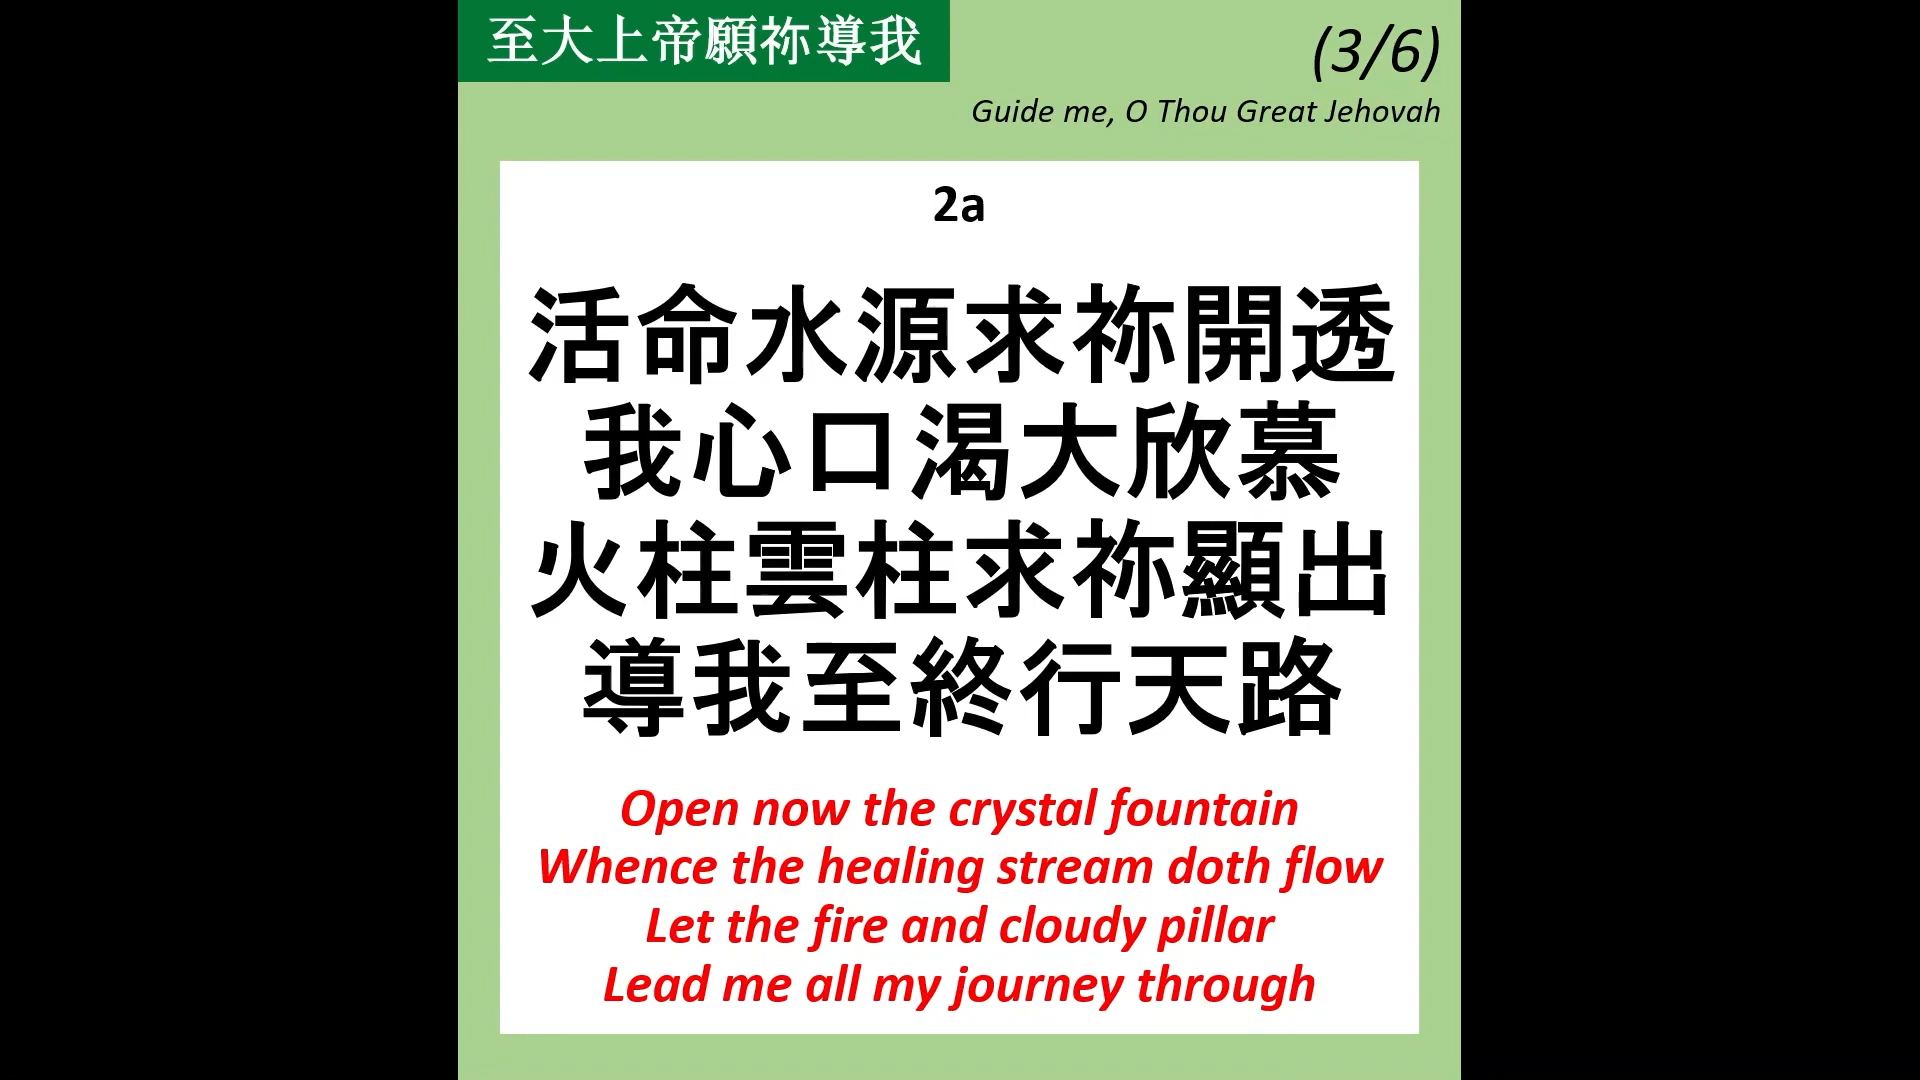 至大上帝願祢導我
(3/6)
Guide me, O Thou Great Jehovah
2a
活命水源求祢開透
我心口渴大欣慕
火柱雲柱求祢顯出
導我至終行天路
Open now the crystal fountain
Whence the healing stream doth flow
Let the fire and cloudy pillar
Lead me all my journey through